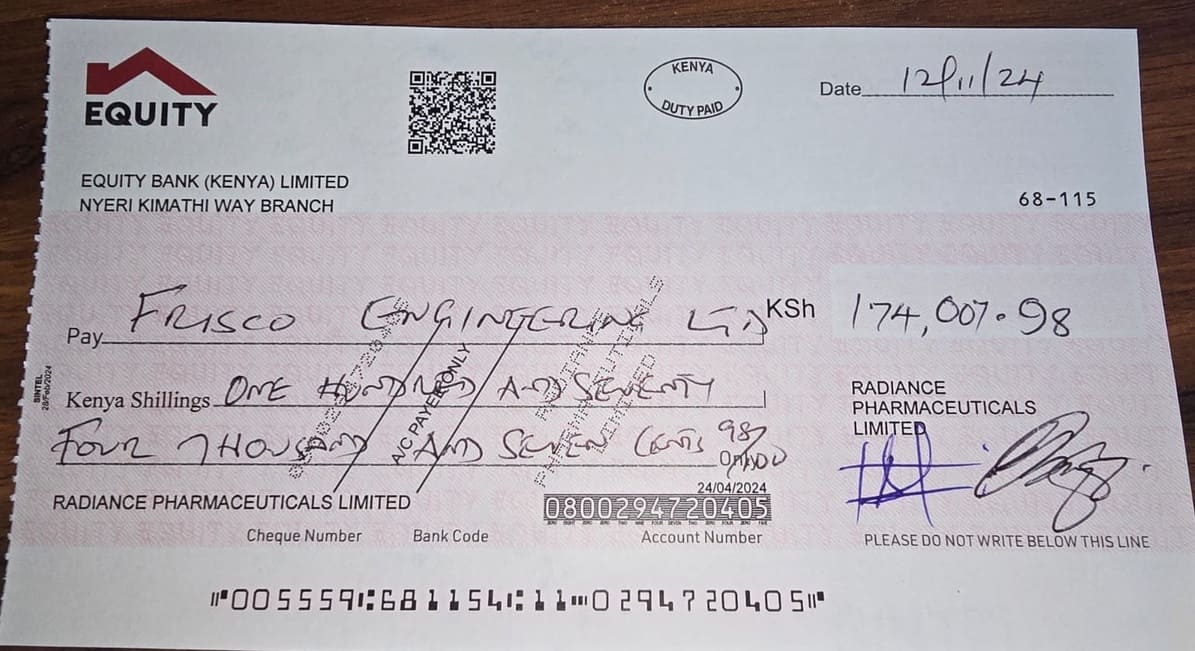 EQUITY
KENYA
DUTY PAID
Date 12/11/24
EQUITY BANK (KENYA) LIMITED
NYERI KIMATHI WAY BRANCH
68-115
Pay FRISCO ENGINEERING LTD KSh 174,007.98
SINTEL
28/Feb/2024
A/C PAYEE ONLY
Kenya Shillings ONE HUNDRED AND SEVENTY
FOUR THOUSAND AND SEVEN CENTS 98/
RADIANCE
PHARMACEUTICALS
LIMITED
RADIANCE
PHARMACEUTICALS
LIMITED
24/04/2024
RADIANCE PHARMACEUTICALS LIMITED 0800294720405
Cheque Number Bank Code Account Number
PLEASE DO NOT WRITE BELOW THIS LINE
⑈005559⑆681154⑆11⑉0294720405⑈